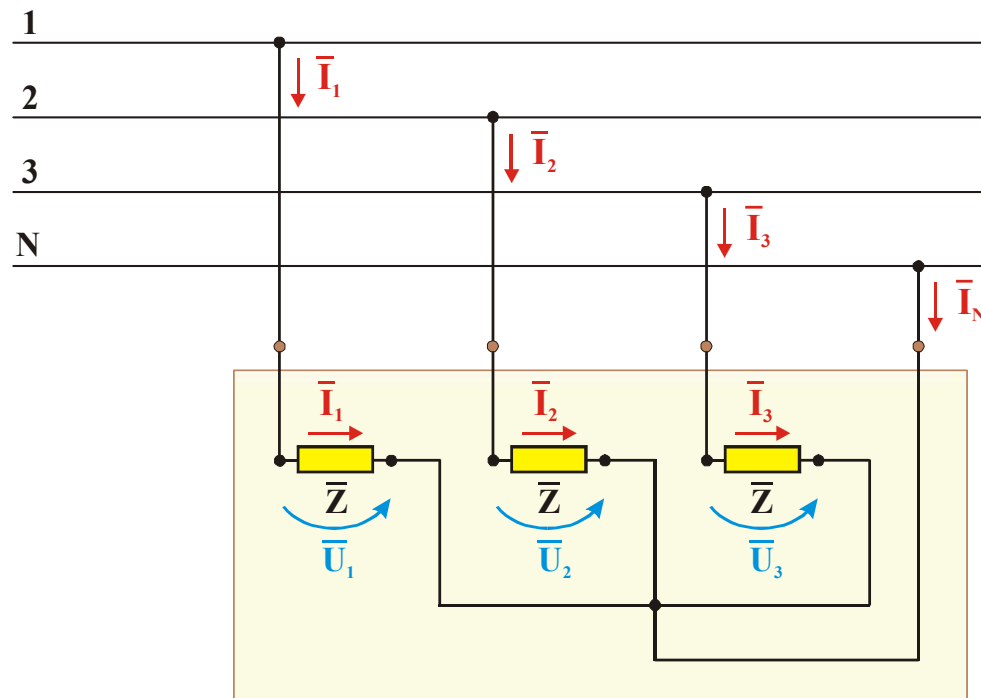 1
I̅₁
2
I̅₂
3
I̅₃
N
I̅N
I̅₁ I̅₂ I̅₃
Z̅ Z̅ Z̅
U̅₁ U̅₂ U̅₃